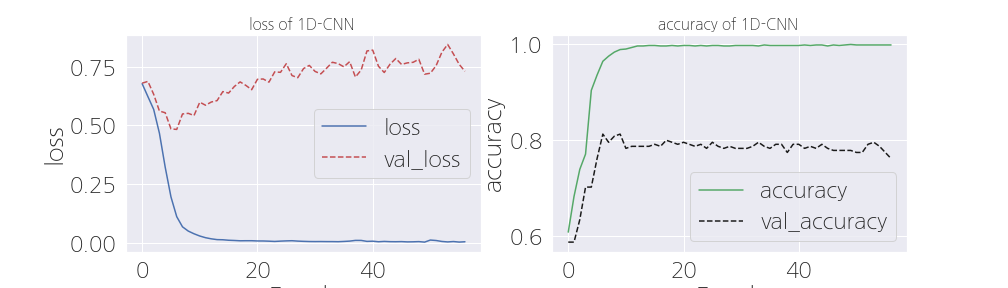 loss of 1D-CNN
0.75
0.50
0.25
0.00
loss
loss
val_loss
0
20
40
accuracy of 1D-CNN
1.0
0.8
0.6
accuracy
accuracy
val_accuracy
0
20
40